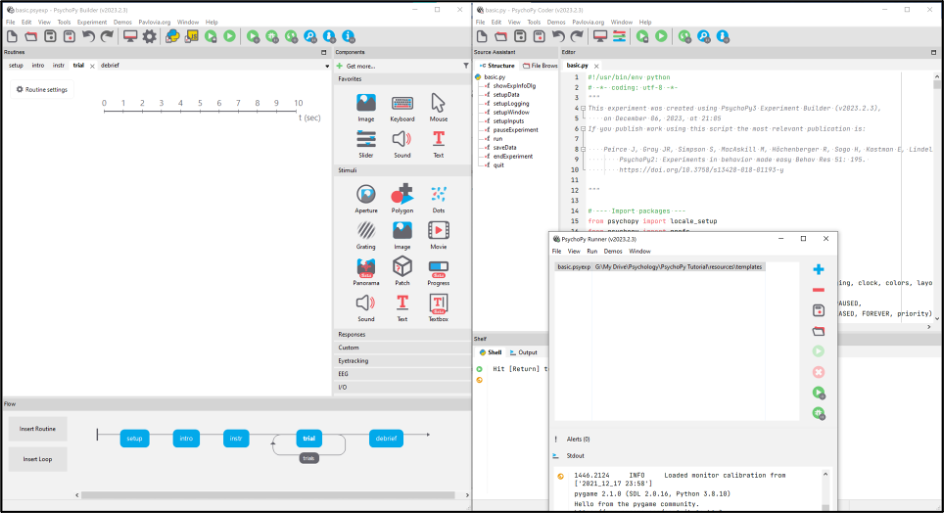 basic.psyexp - PsychoPy Builder (v2023.2.3)
File Edit View Tools Experiment Demos Pavlovia.org Window Help
Routines
setup intro instr trial debrief
Routine settings
0 1 2 3 4 5 6 7 8 9 10
t (sec)
Components
Get more...
Favorites
Image Keyboard Mouse
Slider Sound Text
Stimuli
Aperture Polygon Dots
Grating Image Movie
Panorama Patch Progress
Sound Text Textbox
Responses
Custom
Eyetracking
EEG
I/O
Flow
Insert Routine
Insert Loop
setup intro instr trial debrief
trials
basic.py - PsychoPy Coder (v2023.2.3)
File Edit View Tools Demos Pavlovia.org Window Help
Source Assistant
Structure File Brows
basic.py
showExpInfoDlg
setupData
setupLogging
setupWindow
setupInputs
pauseExperiment
run
saveData
endExperiment
quit
Editor
basic.py
1 #!/usr/bin/env python
2 # -*- coding: utf-8 -*-
3 """
4 This experiment was created using PsychoPy3 Experiment Builder (v2023.2.3),
5 on December 06, 2023, at 21:05
6 If you publish work using this script the most relevant publication is:
7
8 Peirce J, Gray JR, Simpson S, MacAskill M, Höchenberger R, Sogo H, Kastman E, Lindel
9 PsychoPy2: Experiments in behavior made easy Behav Res 51: 195.
10 https://doi.org/10.3758/s13428-018-01193-y
11
12 """
13
14 # --- Import packages ---
15 from psychopy import locale_setup
from psychopy import prefs
ing, clock, colors, layo
AUSED,
ASED, FOREVER, priority)
Shell
Shell Output
Hit [Return] t
PsychoPy Runner (v2023.2.3)
File View Run Demos Window
basic.psyexp G:\My Drive\Psychology\PsychoPy Tutorial\resources\templates
Alerts (0)
Stdout
1446.2124 INFO Loaded monitor calibration from
['2021_12_17 23:58']
pygame 2.1.0 (SDL 2.0.16, Python 3.8.10)
Hello from the pygame community.